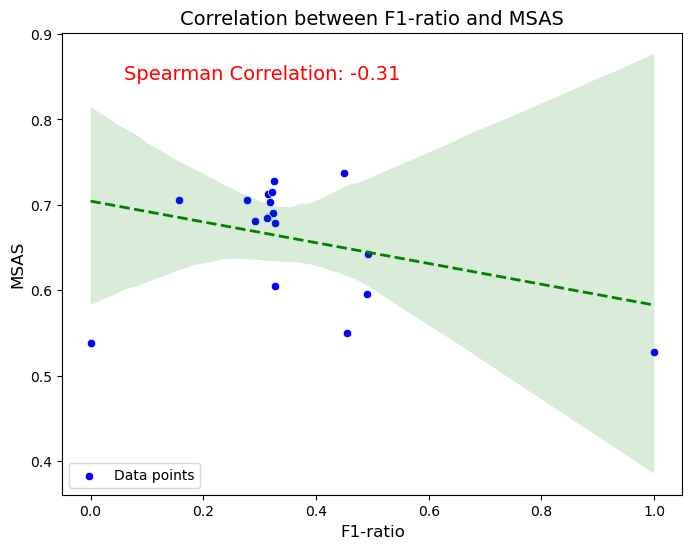 Correlation between F1-ratio and MSAS
Spearman Correlation: -0.31
0.9
0.8
0.7
0.6
0.5
0.4
MSAS
Data points
0.0
0.2
0.4
0.6
0.8
1.0
F1-ratio